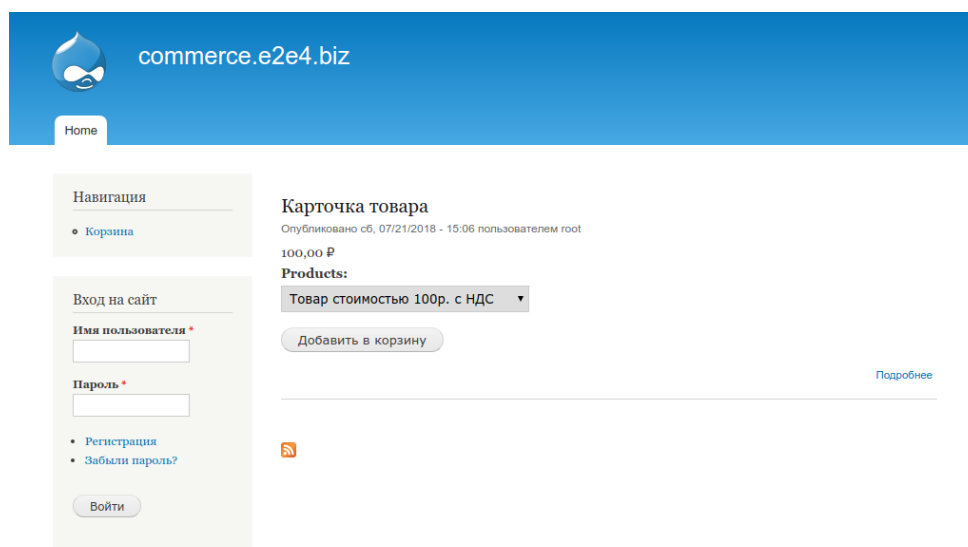 commerce.e2e4.biz
Home
Навигация
Корзина
Вход на сайт
Имя пользователя *
Пароль *
Регистрация
Забыли пароль?
Войти
Карточка товара
Опубликовано сб, 07/21/2018 - 15:06 пользователем root
100,00 ₽
Products:
Товар стоимостью 100р. с НДС
Добавить в корзину
Подробнее